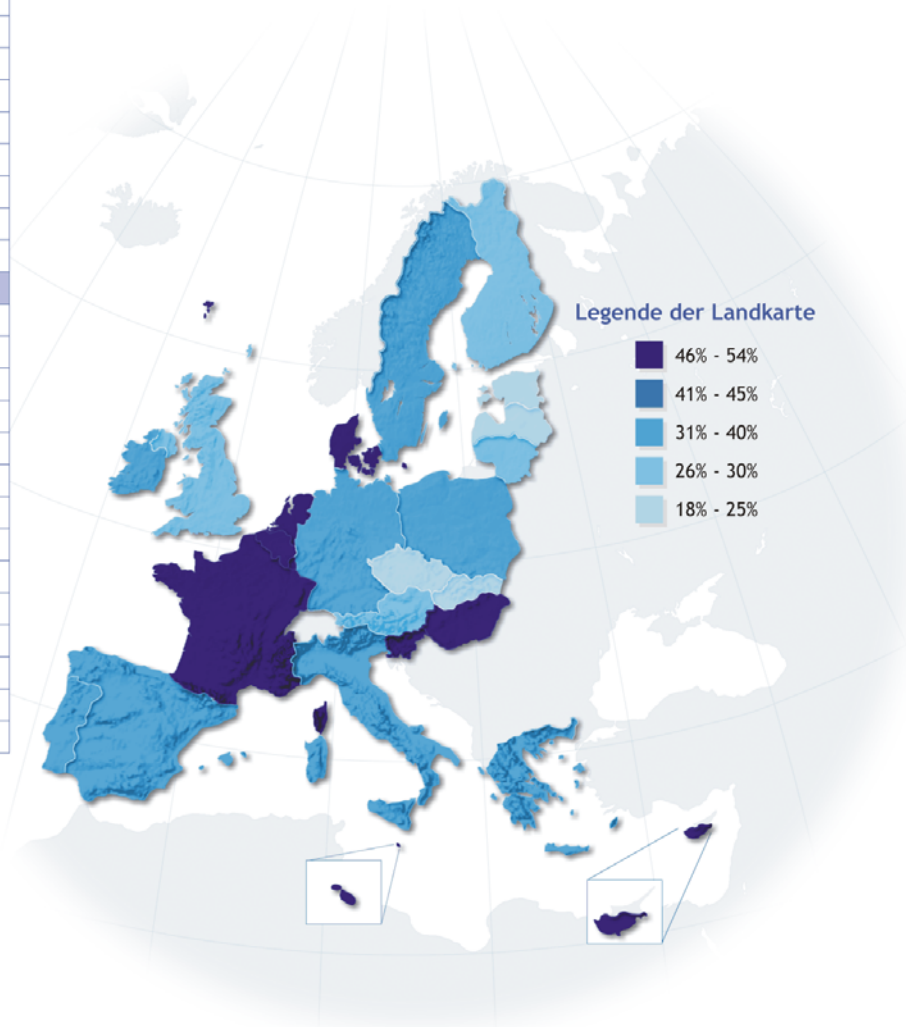 Legende der Landkarte
46% - 54%
41% - 45%
31% - 40%
26% - 30%
18% - 25%